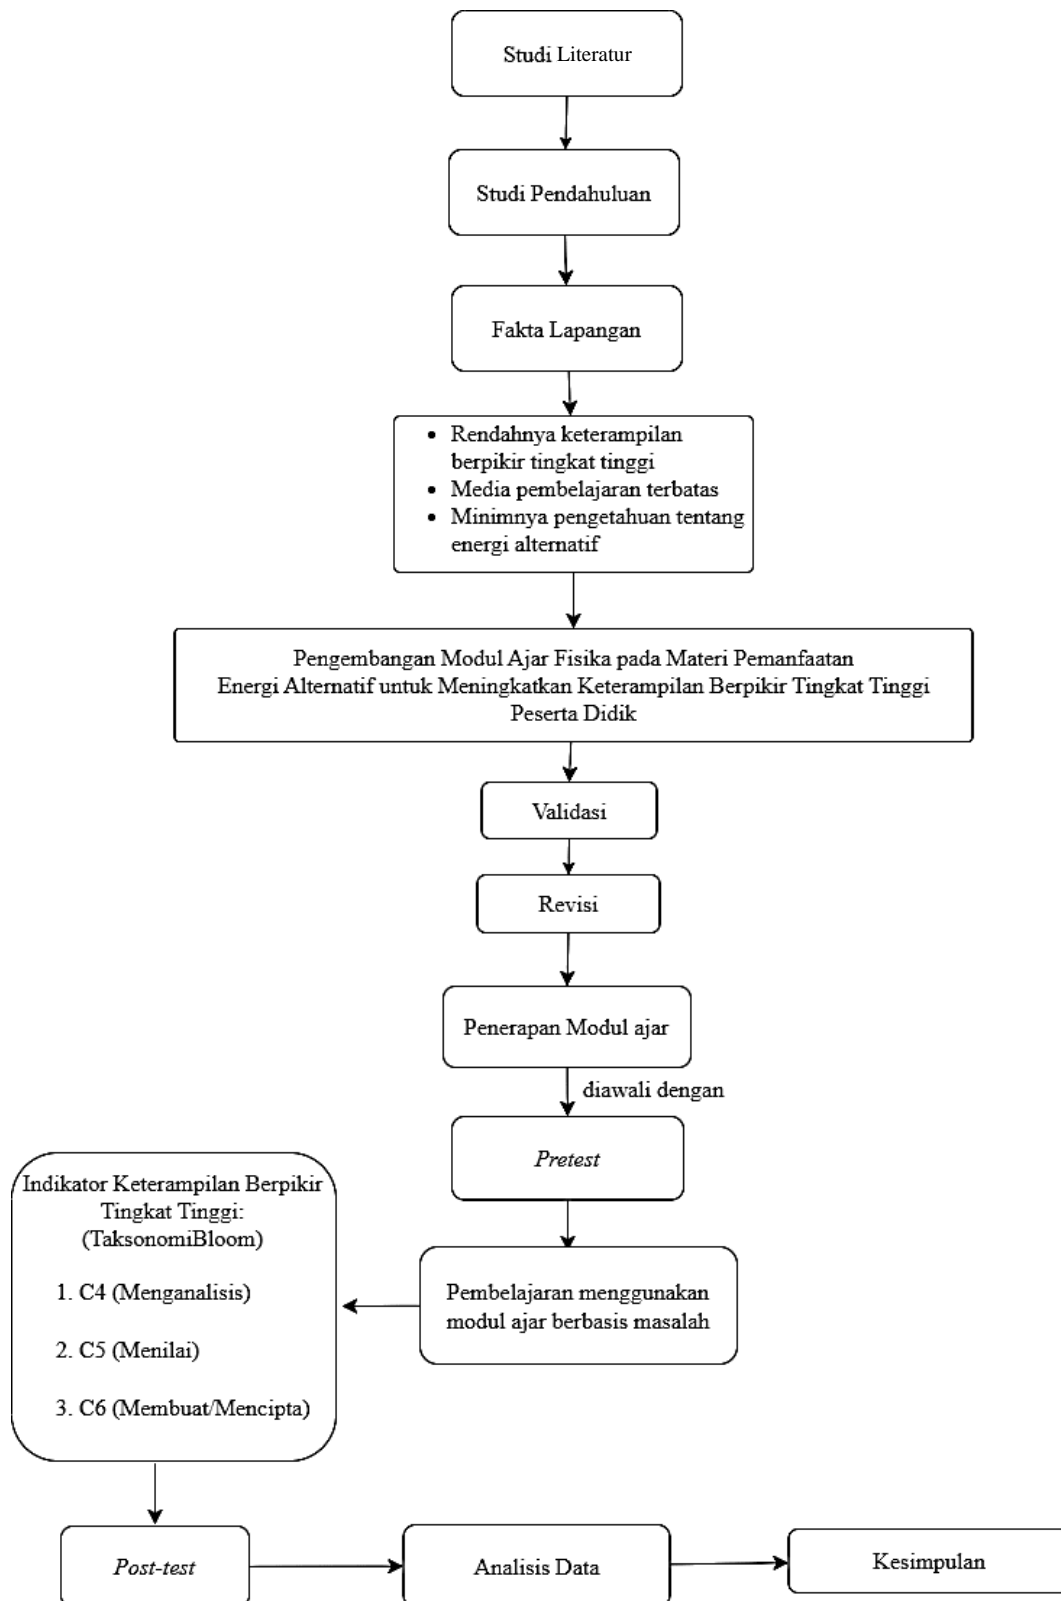 Studi Literatur
Studi Pendahuluan
Fakta Lapangan
• Rendahnya keterampilan
berpikir tingkat tinggi
• Media pembelajaran terbatas
• Minimnya pengetahuan tentang
energi alternatif
Pengembangan Modul Ajar Fisika pada Materi Pemanfaatan
Energi Alternatif untuk Meningkatkan Keterampilan Berpikir Tingkat Tinggi
Peserta Didik
Validasi
Revisi
Penerapan Modul ajar
diawali dengan
Pretest
Pembelajaran menggunakan
modul ajar berbasis masalah
Indikator Keterampilan Berpikir
Tingkat Tinggi:
(TaksonomiBloom)
1. C4 (Menganalisis)
2. C5 (Menilai)
3. C6 (Membuat/Mencipta)
Post-test
Analisis Data
Kesimpulan